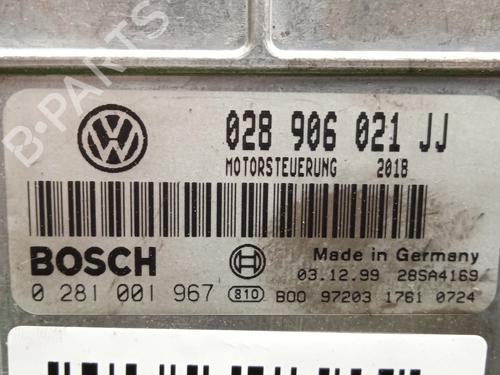 B-PARTS
028 906 021 JJ
MOTORSTEUERUNG 2018
BOSCH
Made in Germany
03.12.99 28SA4169
0 281 001 967 810 B00 97203 1761 0724